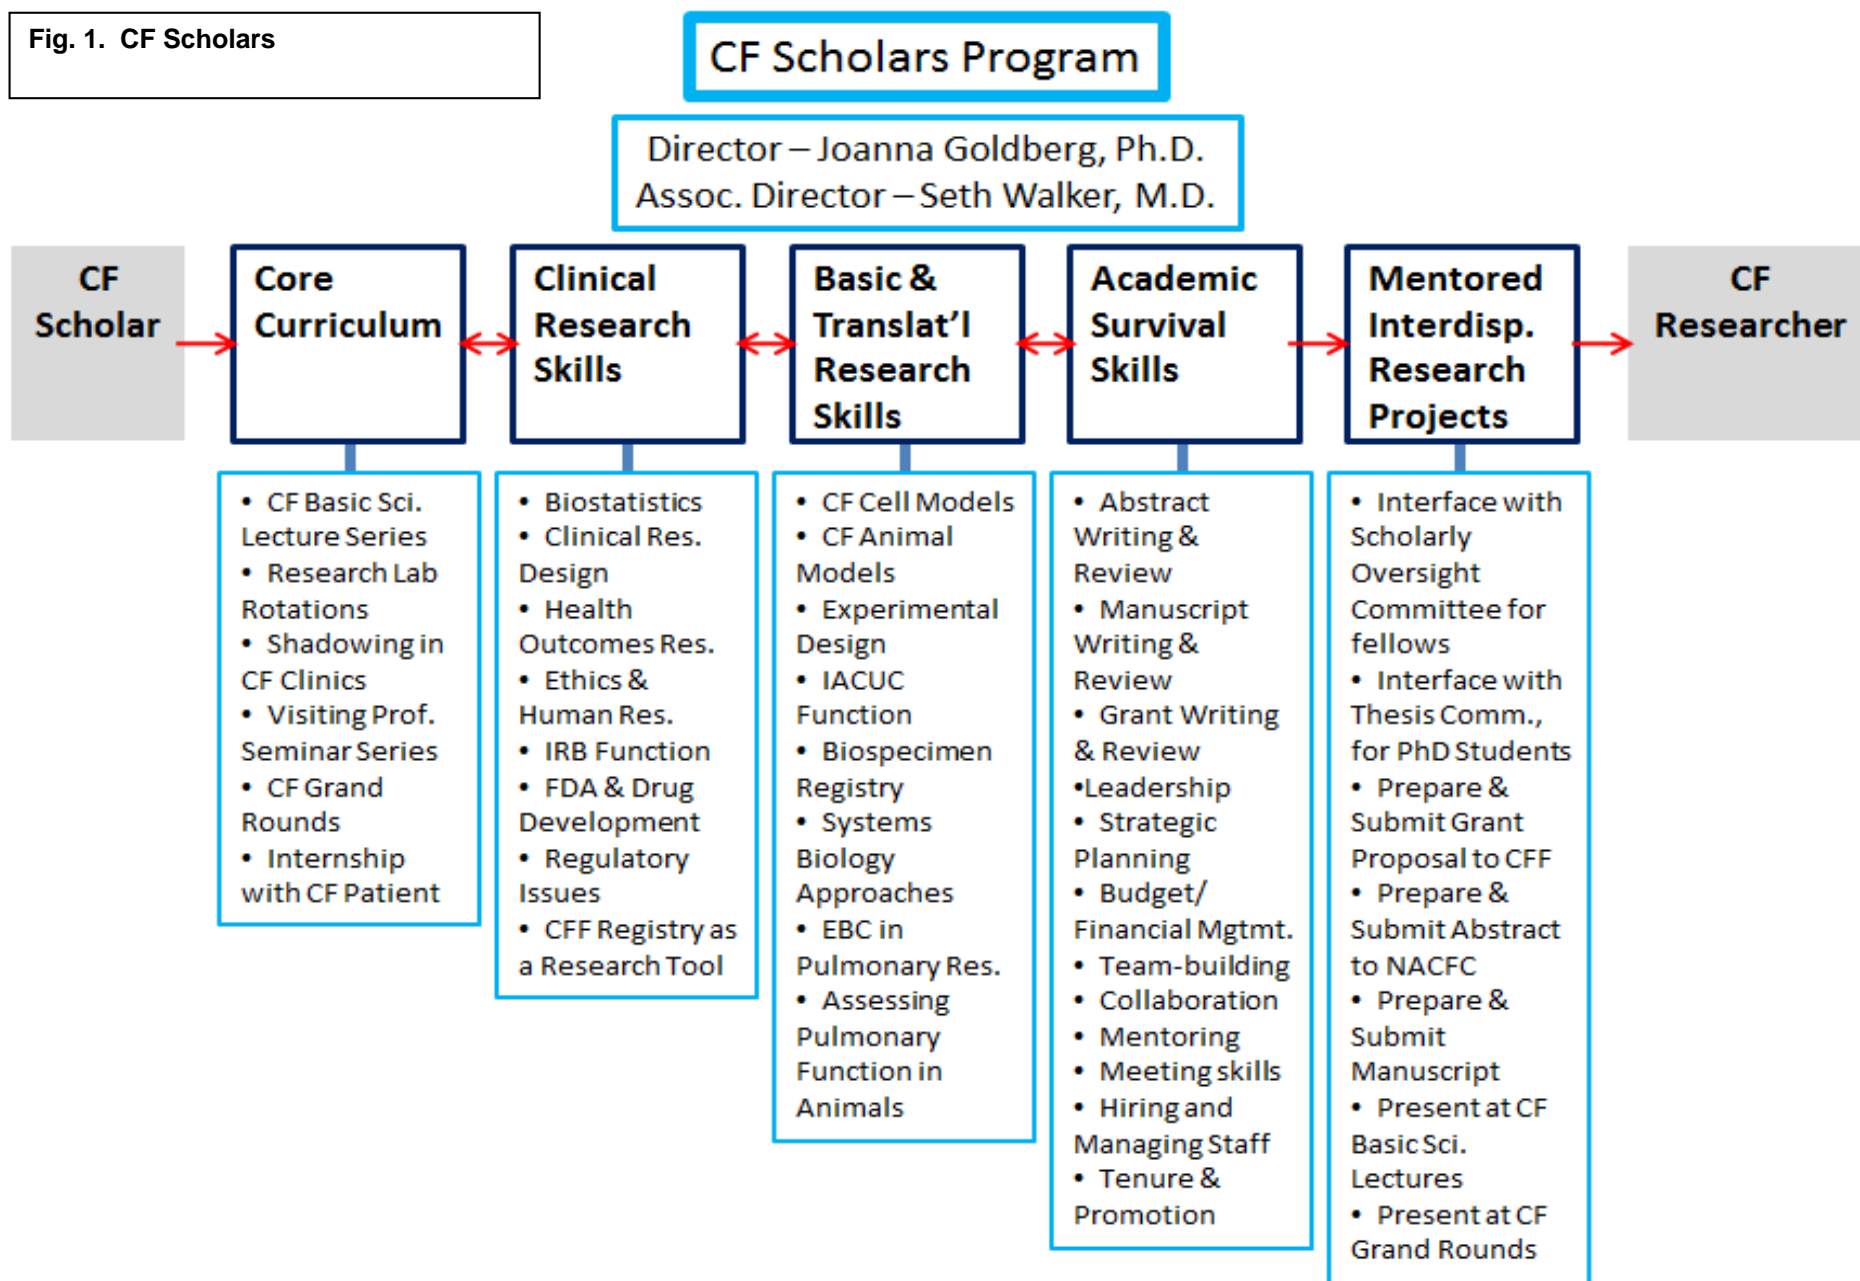 Fig. 1. CF Scholars
CF Scholars Program
Director – Joanna Goldberg, Ph.D.
Assoc. Director – Seth Walker, M.D.
CF
Scholar
Core
Curriculum
Clinical
Research
Skills
Basic &
Translat’l
Research
Skills
Academic
Survival
Skills
Mentored
Interdisp.
Research
Projects
CF
Researcher
• CF Basic Sci.
Lecture Series
• Research Lab
Rotations
• Shadowing in
CF Clinics
• Visiting Prof.
Seminar Series
• CF Grand
Rounds
• Internship
with CF Patient
• Biostatistics
• Clinical Res.
Design
• Health
Outcomes Res.
• Ethics &
Human Res.
• IRB Function
• FDA & Drug
Development
• Regulatory
Issues
• CFF Registry as
a Research Tool
• CF Cell Models
• CF Animal
Models
• Experimental
Design
• IACUC
Function
• Biospecimen
Registry
• Systems
Biology
Approaches
• EBC in
Pulmonary Res.
• Assessing
Pulmonary
Function in
Animals
• Abstract
Writing &
Review
• Manuscript
Writing &
Review
• Grant Writing
& Review
•Leadership
• Strategic
Planning
• Budget/
Financial Mgtmt.
• Team-building
• Collaboration
• Mentoring
• Meeting skills
• Hiring and
Managing Staff
• Tenure &
Promotion
• Interface with
Scholarly
Oversight
Committee for
fellows
• Interface with
Thesis Comm.,
for PhD Students
• Prepare &
Submit Grant
Proposal to CFF
• Prepare &
Submit Abstract
to NACFC
• Prepare &
Submit
Manuscript
• Present at CF
Basic Sci.
Lectures
• Present at CF
Grand Rounds